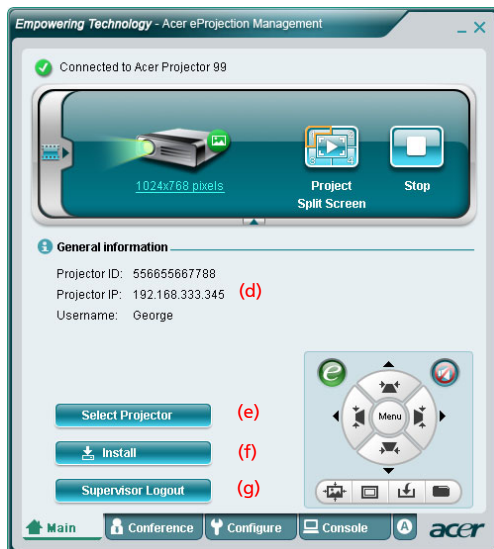 Empowering Technology - Acer eProjection Management
Connected to Acer Projector 99
1024x768 pixels
Project
Split Screen
Stop
General information
Projector ID: 556655667788
Projector IP: 192.168.333.345 (d)
Username: George
Select Projector (e)
Install (f)
Supervisor Logout (g)
e
Menu
Main Conference Configure Console A acer